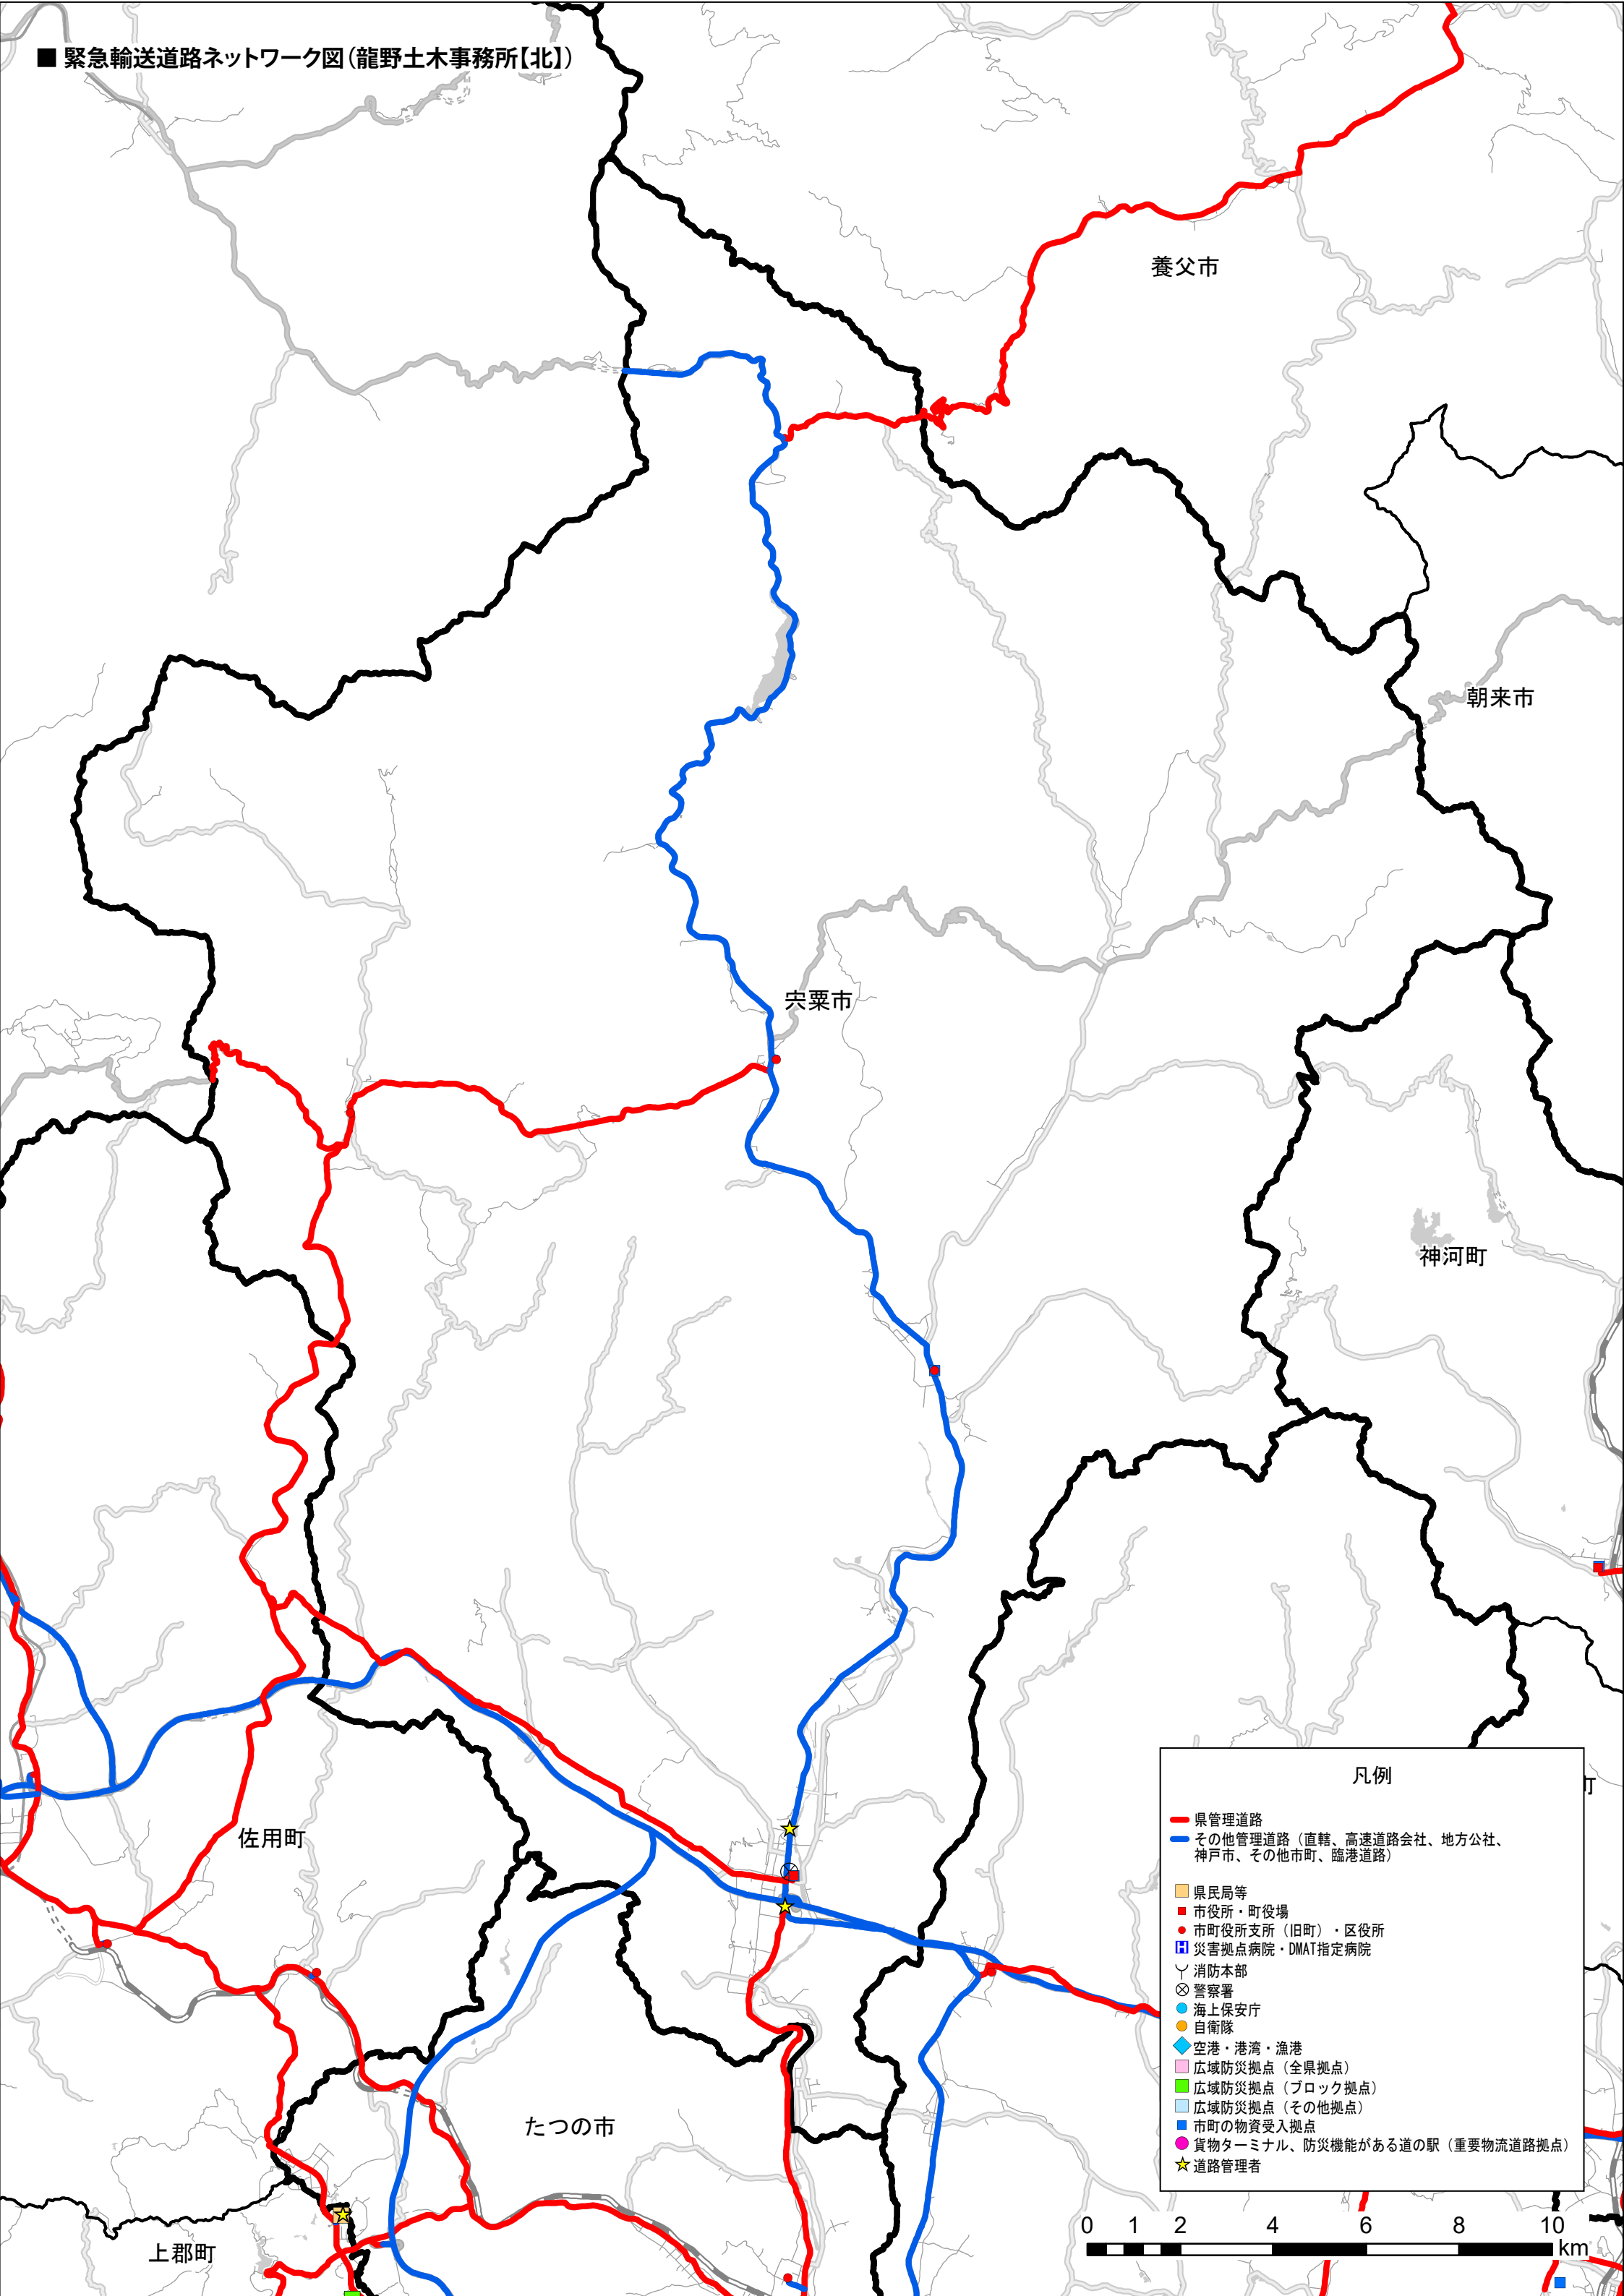 ■ 緊急輸送道路ネットワーク図（龍野土木事務所【北】）
養父市
朝来市
宍粟市
神河町
佐用町
たつの市
上郡町
町
凡例
県管理道路
その他管理道路（直轄、高速道路会社、地方公社、
神戸市、その他市町、臨港道路）
県民局等
市役所・町役場
市町役所支所（旧町）・区役所
H 災害拠点病院・DMAT指定病院
消防本部
警察署
海上保安庁
自衛隊
空港・港湾・漁港
広域防災拠点（全県拠点）
広域防災拠点（ブロック拠点）
広域防災拠点（その他拠点）
市町の物資受入拠点
貨物ターミナル、防災機能がある道の駅（重要物流道路拠点）
道路管理者
0 1 2 4 6 8 10
km